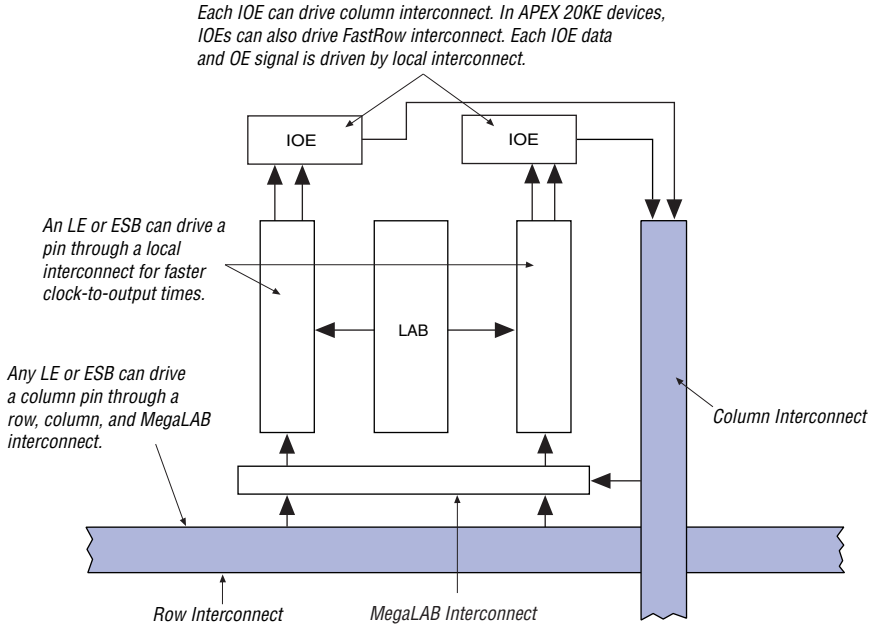 Each IOE can drive column interconnect. In APEX 20KE devices,
IOEs can also drive FastRow interconnect. Each IOE data
and OE signal is driven by local interconnect.
IOE
IOE
An LE or ESB can drive a
pin through a local
interconnect for faster
clock-to-output times.
LAB
Any LE or ESB can drive
a column pin through a
row, column, and MegaLAB
interconnect.
Column Interconnect
Row Interconnect
MegaLAB Interconnect